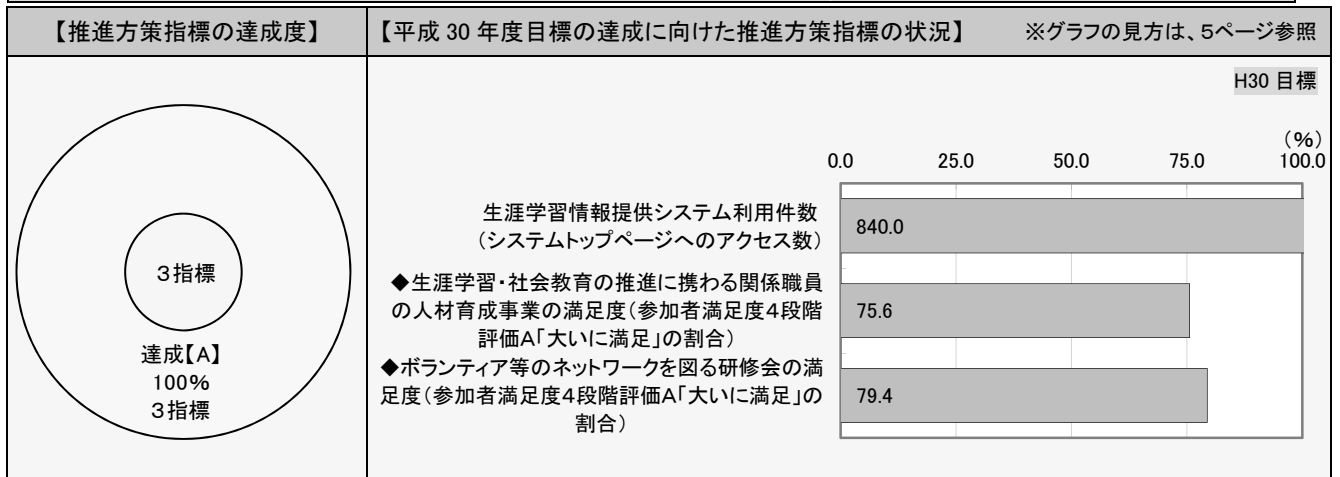 【推進方策指標の達成度】
【平成 30 年度目標の達成に向けた推進方策指標の状況】 ※グラフの見方は、5ページ参照
3指標
達成【A】
100%
3指標
H30 目標
(%)
0.0 25.0 50.0 75.0 100.0
生涯学習情報提供システム利用件数
(システムトップページへのアクセス数)
840.0
◆生涯学習・社会教育の推進に携わる関係職員
の人材育成事業の満足度(参加者満足度4段階
評価A「大いに満足」の割合)
75.6
◆ボランティア等のネットワークを図る研修会の満
足度(参加者満足度4段階評価A「大いに満足」の
割合)
79.4